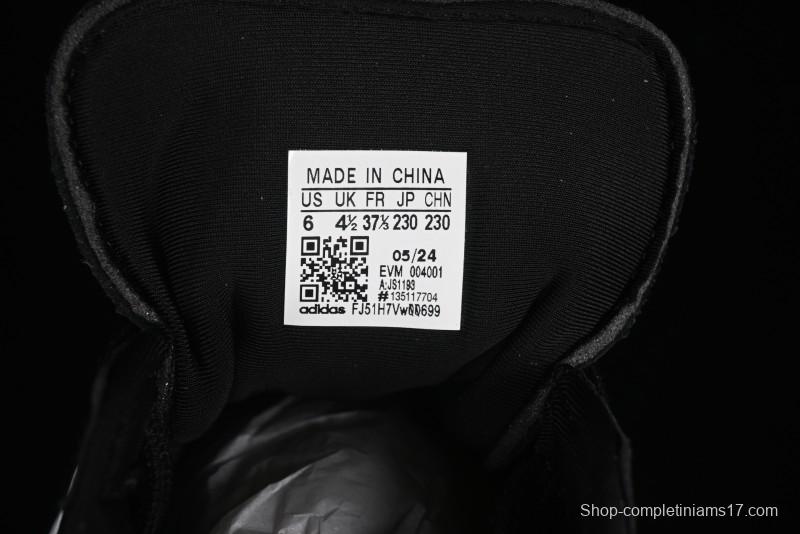 MADE IN CHINA
US UK FR JP CHN
6 4½ 37⅓ 230 230
05/24
EVM 004001
A:JS1193
#135117704
adidas FJ51H7Vw00699
Shop-completiniams17.com